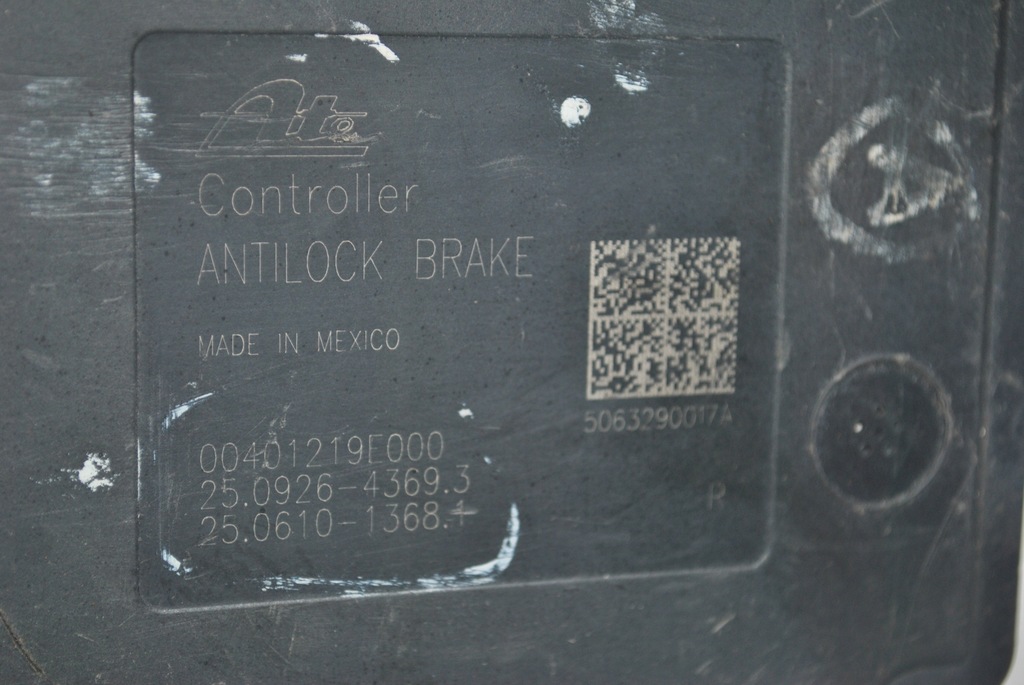 Ate
Controller
ANTILOCK BRAKE
MADE IN MEXICO
5063290017A
00401219E000
25.0926-4369.3
25.0610-1368.1
R